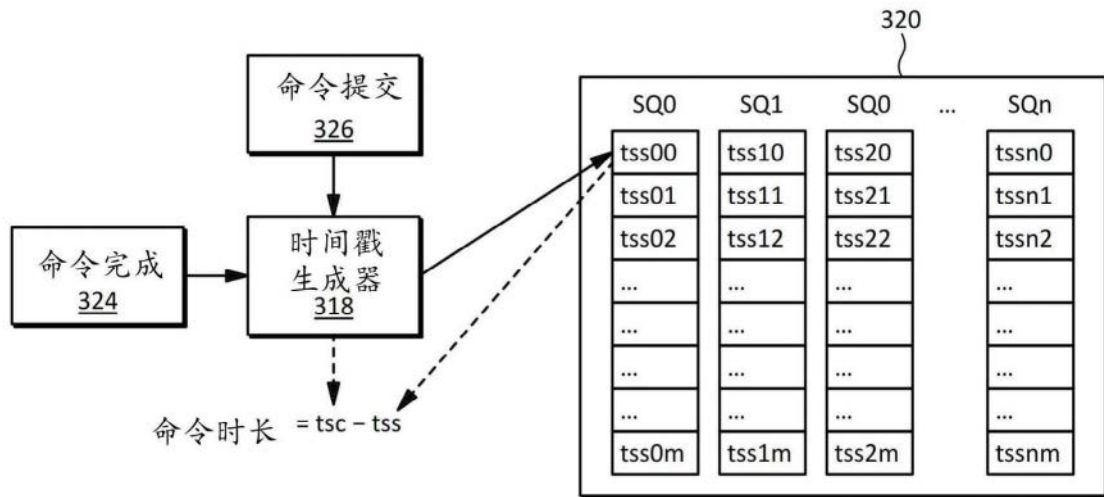 320
命令提交
326
命令完成
324
时间戳
生成器
318
命令时长 = tsc – tss
SQ0 SQ1 SQ0 ... SQn
tss00 tss10 tss20 tssn0
tss01 tss11 tss21 tssn1
tss02 tss12 tss22 tssn2
... ... ... ...
... ... ... ...
... ... ... ...
... ... ... ...
tss0m tss1m tss2m tssnm